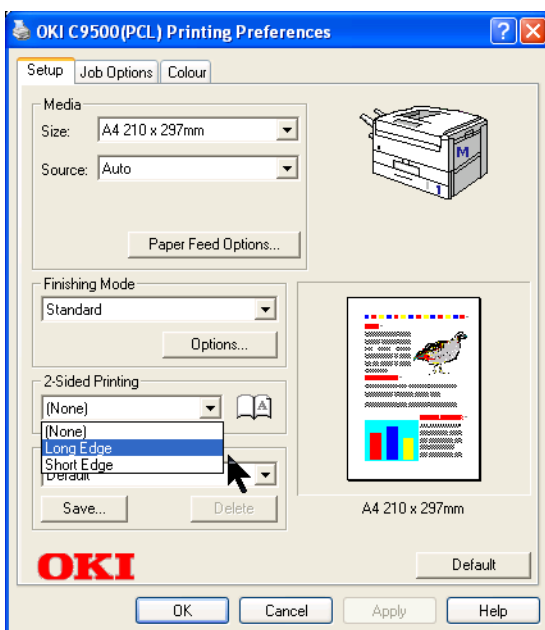 OKI C9500(PCL) Printing Preferences
Setup Job Options Colour
Media
Size: A4 210 x 297mm
Source: Auto
M
1
Paper Feed Options...
Finishing Mode
Standard
Options...
2-Sided Printing
(None)
A
(None)
Long Edge
Short Edge
Default
Save... Delete
A4 210 x 297mm
OKI
Default
OK Cancel Apply Help